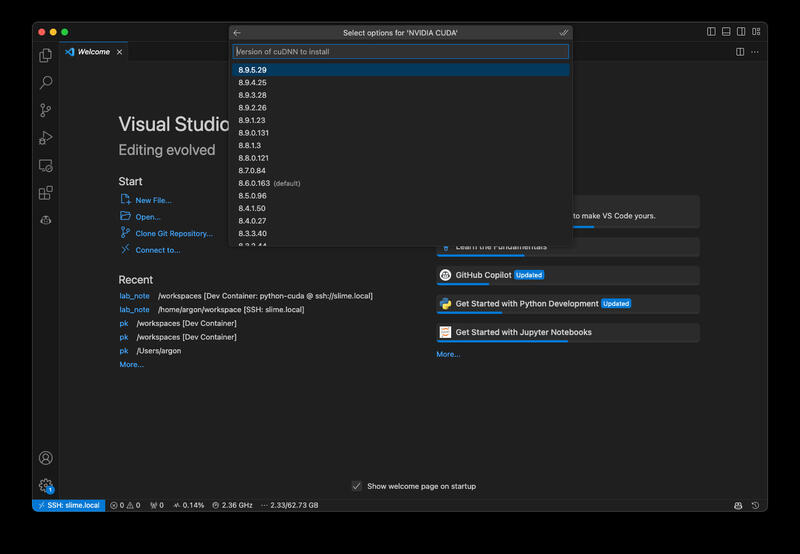 Select options for 'NVIDIA CUDA'
Welcome
Version of cuDNN to install
8.9.5.29
8.9.4.25
8.9.3.28
8.9.2.26
8.9.1.23
8.9.0.131
8.8.1.3
8.8.0.121
8.7.0.84
8.6.0.163 (default)
8.5.0.96
8.4.1.50
8.4.0.27
8.3.3.40
Visual Studio
Editing evolved
Start
New File...
Open...
Clone Git Repository...
Connect to...
Recent
lab_note /workspaces [Dev Container: python-cuda @ ssh://slime.local]
lab_note /home/argon/workspace [SSH: slime.local]
pk /workspaces [Dev Container]
pk /workspaces [Dev Container]
pk /Users/argon
More...
to make VS Code yours.
Learn the Fundamentals
GitHub Copilot Updated
Get Started with Python Development Updated
Get Started with Jupyter Notebooks
More...
Show welcome page on startup
1
SSH: slime.local 0 0 0 0.14% 2.36 GHz 2.33/62.73 GB